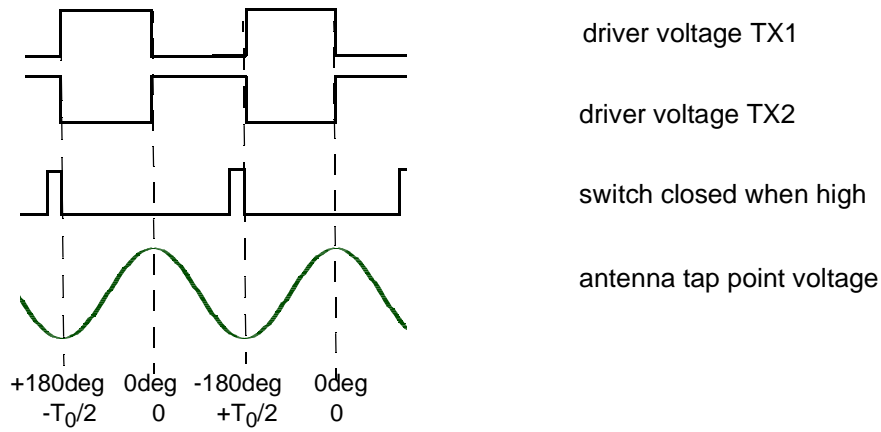 driver voltage TX1
driver voltage TX2
switch closed when high
antenna tap point voltage
+180deg 0deg -180deg 0deg
-T0/2 0 +T0/2 0